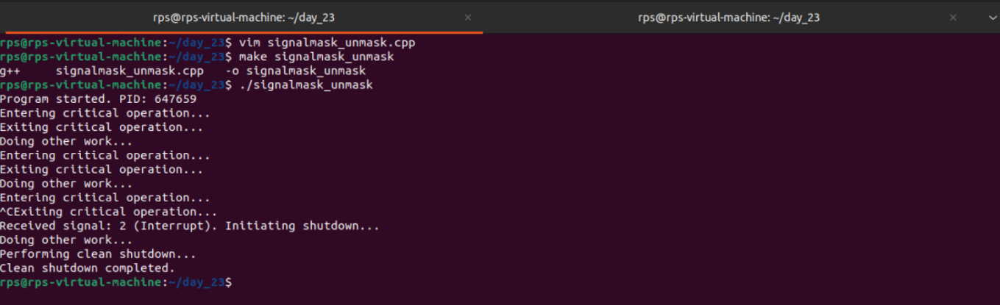 rps@rps-virtual-machine: ~/day_23
rps@rps-virtual-machine: ~/day_23
rps@rps-virtual-machine:~/day_23$ vim signalmask_unmask.cpp
rps@rps-virtual-machine:~/day_23$ make signalmask_unmask
g++     signalmask_unmask.cpp   -o signalmask_unmask
rps@rps-virtual-machine:~/day_23$ ./signalmask_unmask
Program started. PID: 647659
Entering critical operation...
Exiting critical operation...
Doing other work...
Entering critical operation...
Exiting critical operation...
Doing other work...
Entering critical operation...
^CExiting critical operation...
Received signal: 2 (Interrupt). Initiating shutdown...
Doing other work...
Performing clean shutdown...
Clean shutdown completed.
rps@rps-virtual-machine:~/day_23$